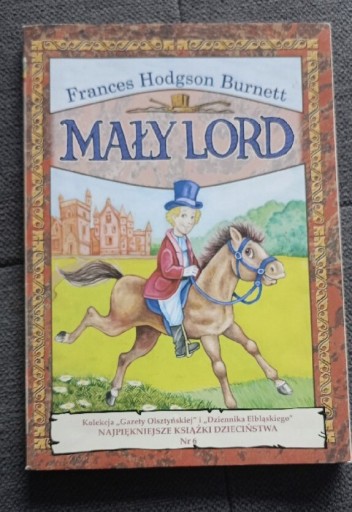 Frances Hodgson Burnett
MAŁY LORD
Kolekcja „Gazety Olsztyńskiej” i „Dziennika Elbląskiego”
NAJPIĘKNIEJSZE KSIĄŻKI DZIECIŃSTWA
Nr 6